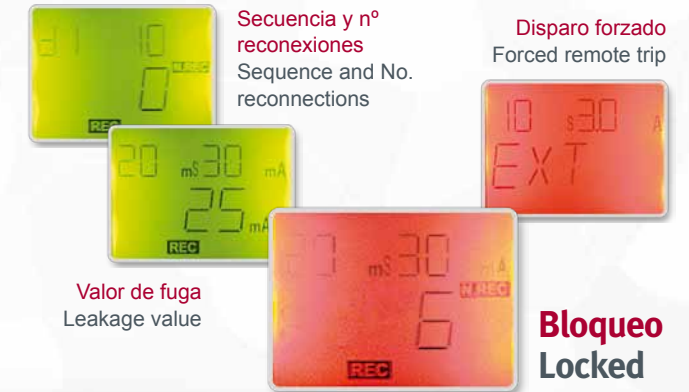 Secuencia y nº
reconexiones
Sequence and No.
reconnections
Disparo forzado
Forced remote trip
10
N.REC
0
REC
20 mS 30 mA
25 mA
REC
10 s 3.0 A
EXT
Valor de fuga
Leakage value
mS 30 mA
N.REC
6
REC
Bloqueo
Locked